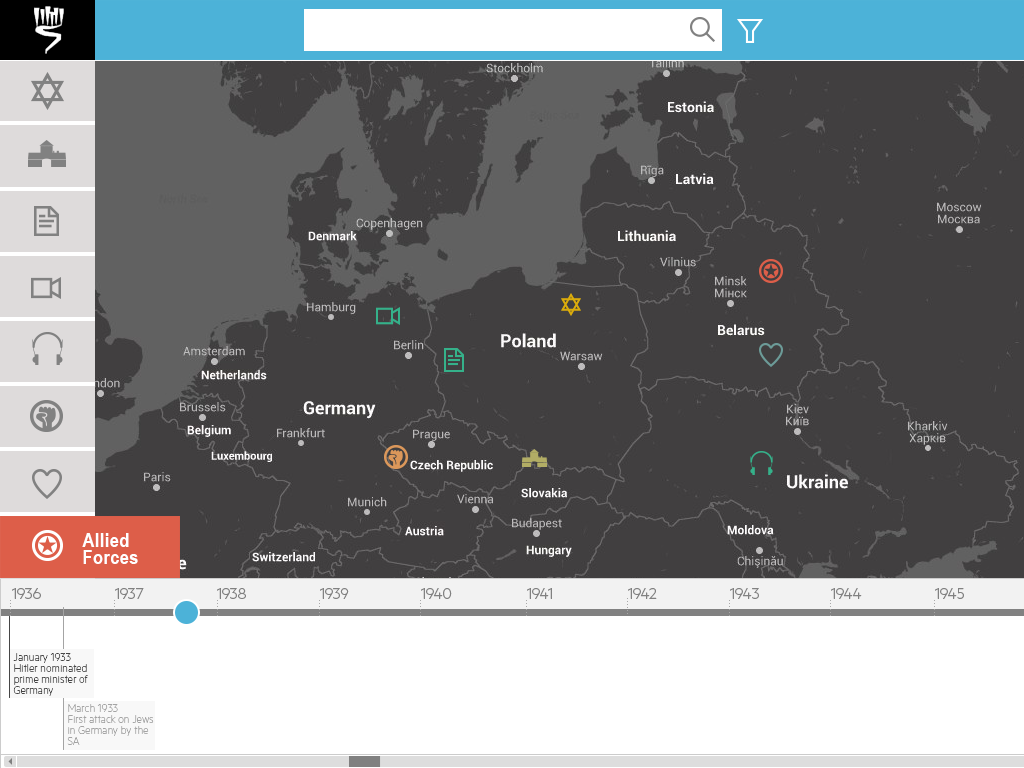 Stockholm
Tallinn
Estonia
Rīga
Latvia
Moscow
Москва
Copenhagen
Denmark
Lithuania
Vilnius
Minsk
Мінск
Hamburg
Belarus
Poland
Berlin
Warsaw
Amsterdam
Netherlands
ndon
Brussels
Belgium
Germany
Kiev
Київ
Kharkiv
Харків
Frankfurt
Prague
Luxembourg
Czech Republic
Paris
Ukraine
Slovakia
Munich
Vienna
Austria
Budapest
Hungary
Moldova
Chișinău
Switzerland
e
Allied
Forces
1936 1937 1938 1939 1940 1941 1942 1943 1944 1945
January 1933
Hitler nominated
prime minister of
Germany
March 1933
First attack on Jews
in Germany by the
SA